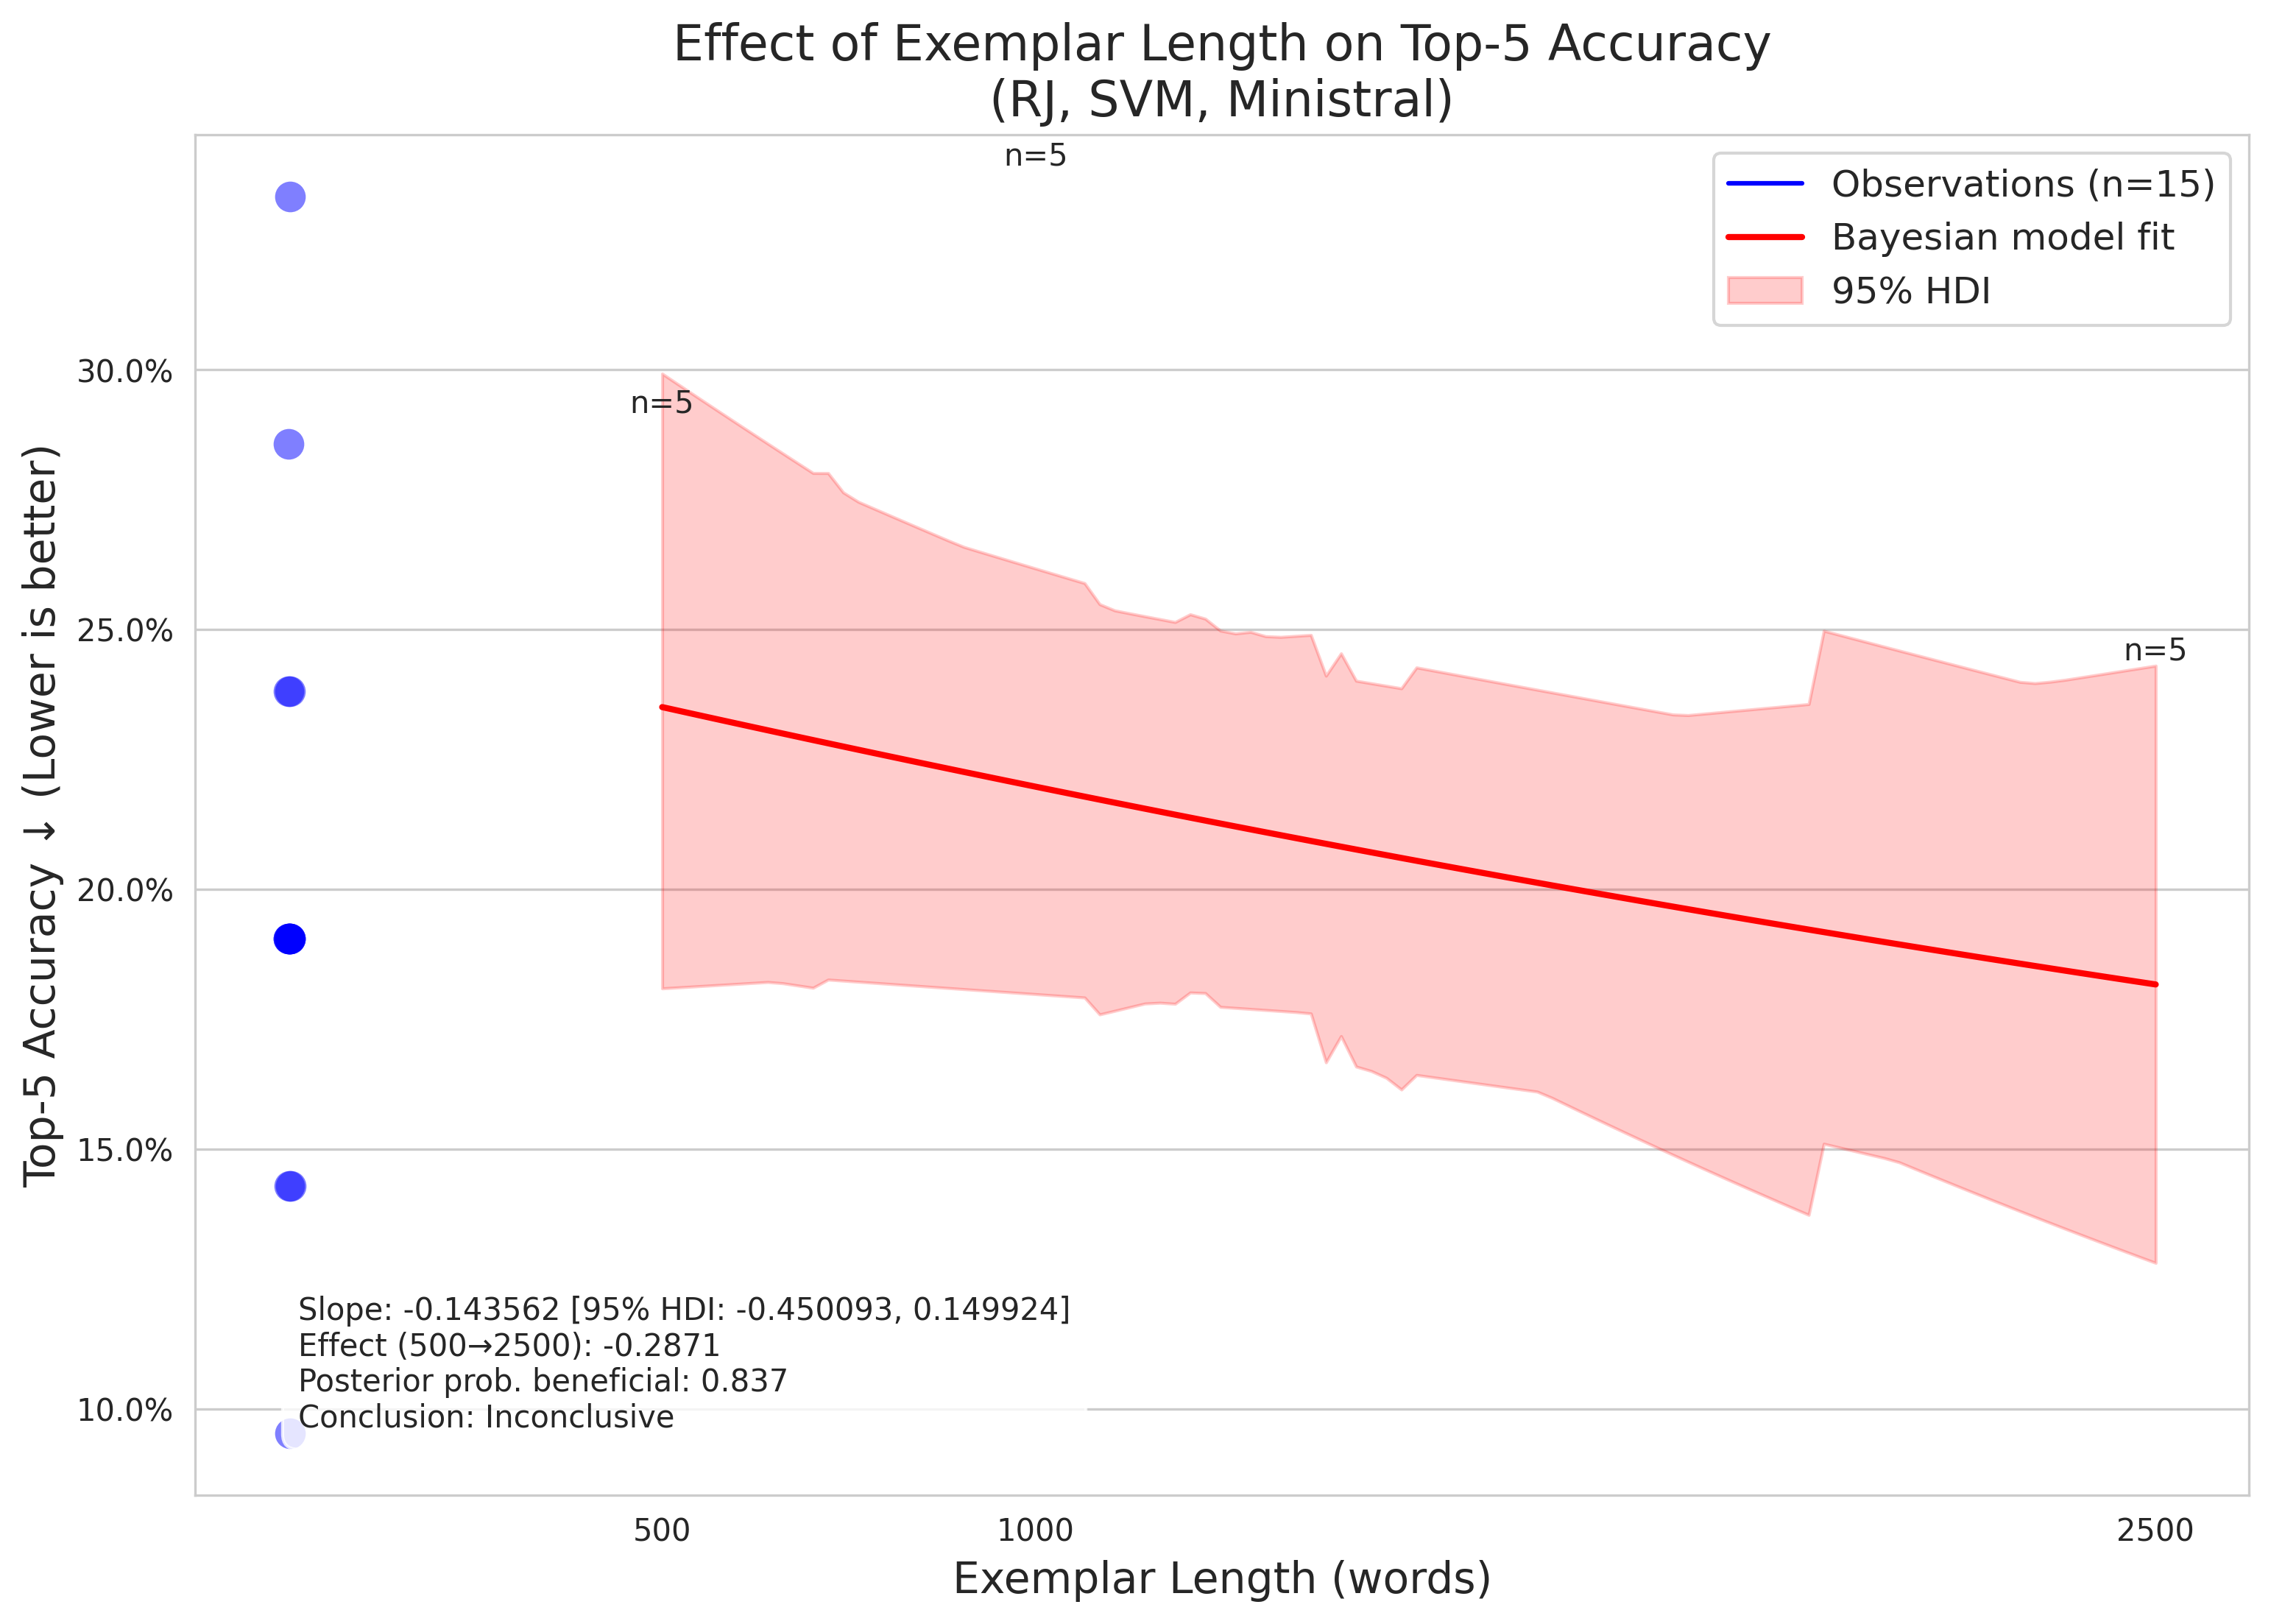 Effect of Exemplar Length on Top-5 Accuracy
(RJ, SVM, Ministral)
n=5
Observations (n=15)
Bayesian model fit
95% HDI
n=5
n=5
Top-5 Accuracy ↓ (Lower is better)
30.0%
25.0%
20.0%
15.0%
10.0%
Slope: -0.143562 [95% HDI: -0.450093, 0.149924]
Effect (500→2500): -0.2871
Posterior prob. beneficial: 0.837
Conclusion: Inconclusive
500
1000
2500
Exemplar Length (words)